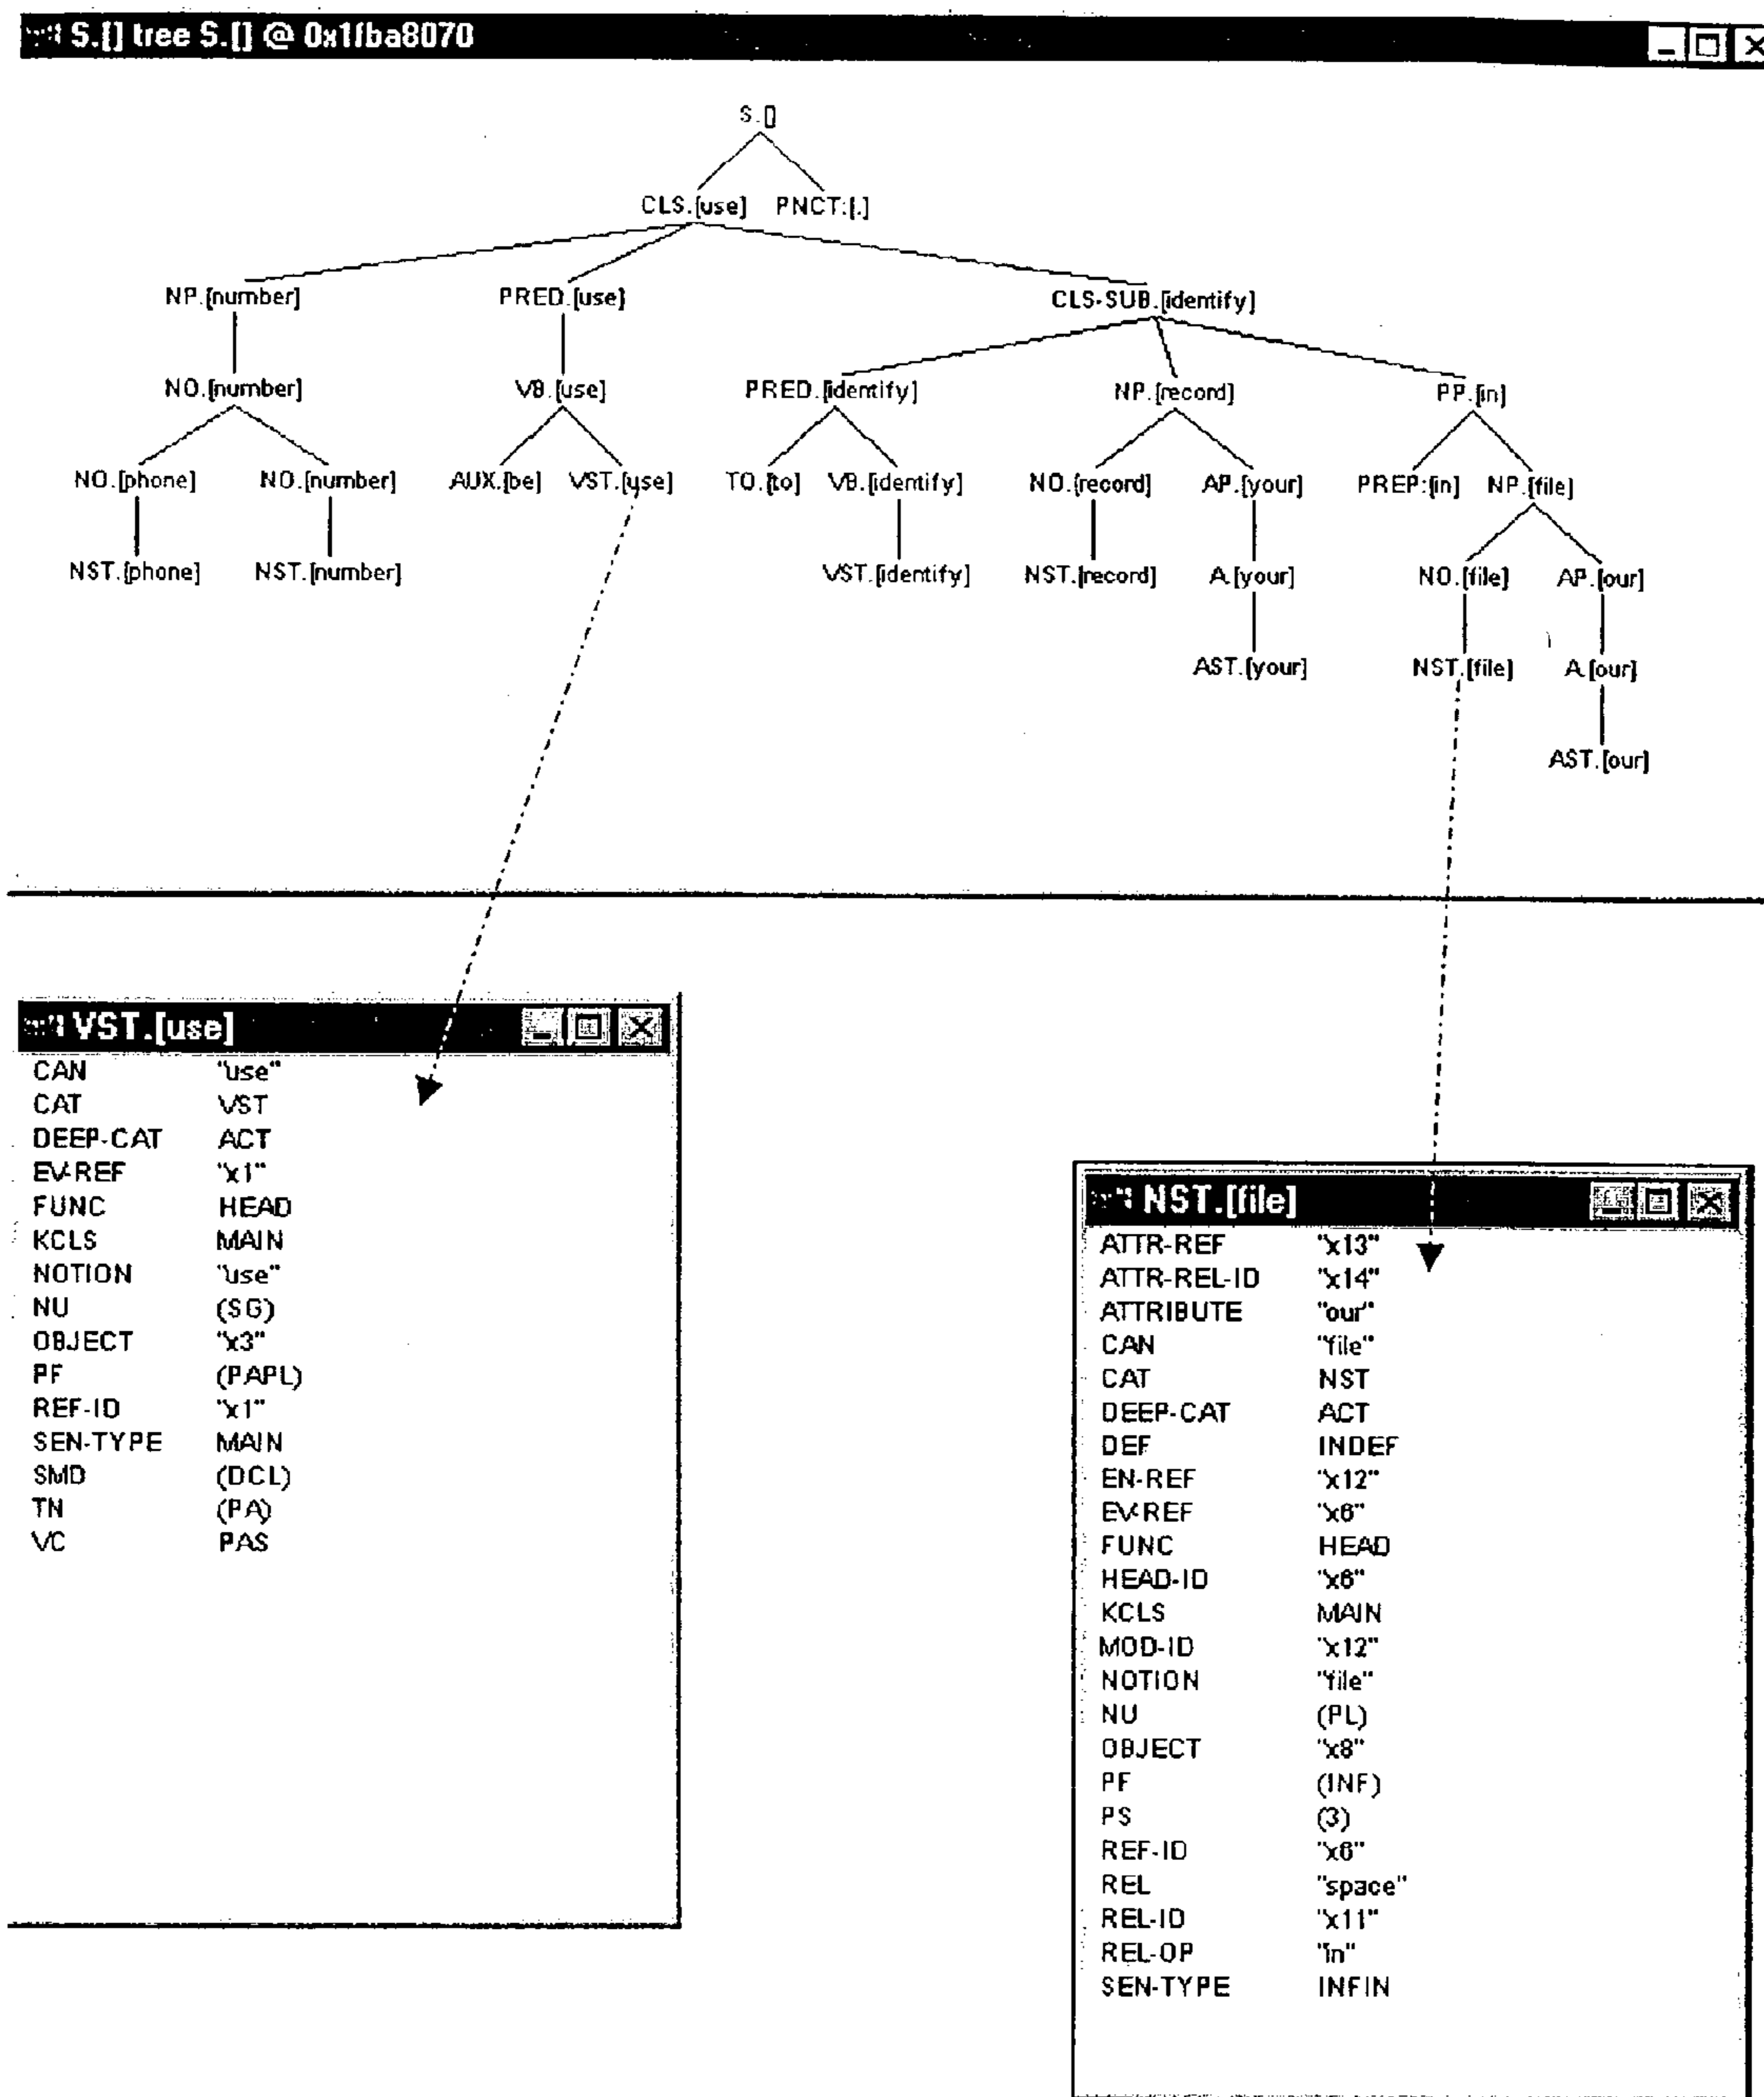 S.[] tree S.[] @ 0x1fba8070
S.[]
CLS.[use] PNCT:[.]
NP.[number] PRED.[use] CLS-SUB.[identify]
NO.[number] VB.[use] PRED.[identify] NP.[record] PP.[in]
NO.[phone] NO.[number] AUX.[be] VST.[use] TO.[to] VB.[identify] NO.[record] AP.[your] PREP:[in] NP.[file]
NST.[phone] NST.[number] VST.[identify] NST.[record] A.[your] NO.[file] AP.[our]
AST.[your] NST.[file] A.[our]
AST.[our]
VST.[use]
CAN "use"
CAT VST
DEEP-CAT ACT
EV-REF "x1"
FUNC HEAD
KCLS MAIN
NOTION "use"
NU (SG)
OBJECT "x3"
PF (PAPL)
REF-ID "x1"
SEN-TYPE MAIN
SMD (DCL)
TN (PA)
VC PAS
NST.[file]
ATTR-REF "x13"
ATTR-REL-ID "x14"
ATTRIBUTE "our"
CAN "file"
CAT NST
DEEP-CAT ACT
DEF INDEF
EN-REF "x12"
EV-REF "x6"
FUNC HEAD
HEAD-ID "x6"
KCLS MAIN
MOD-ID "x12"
NOTION "file"
NU (PL)
OBJECT "x8"
PF (INF)
PS (3)
REF-ID "x6"
REL "space"
REL-ID "x11"
REL-OP "in"
SEN-TYPE INFIN